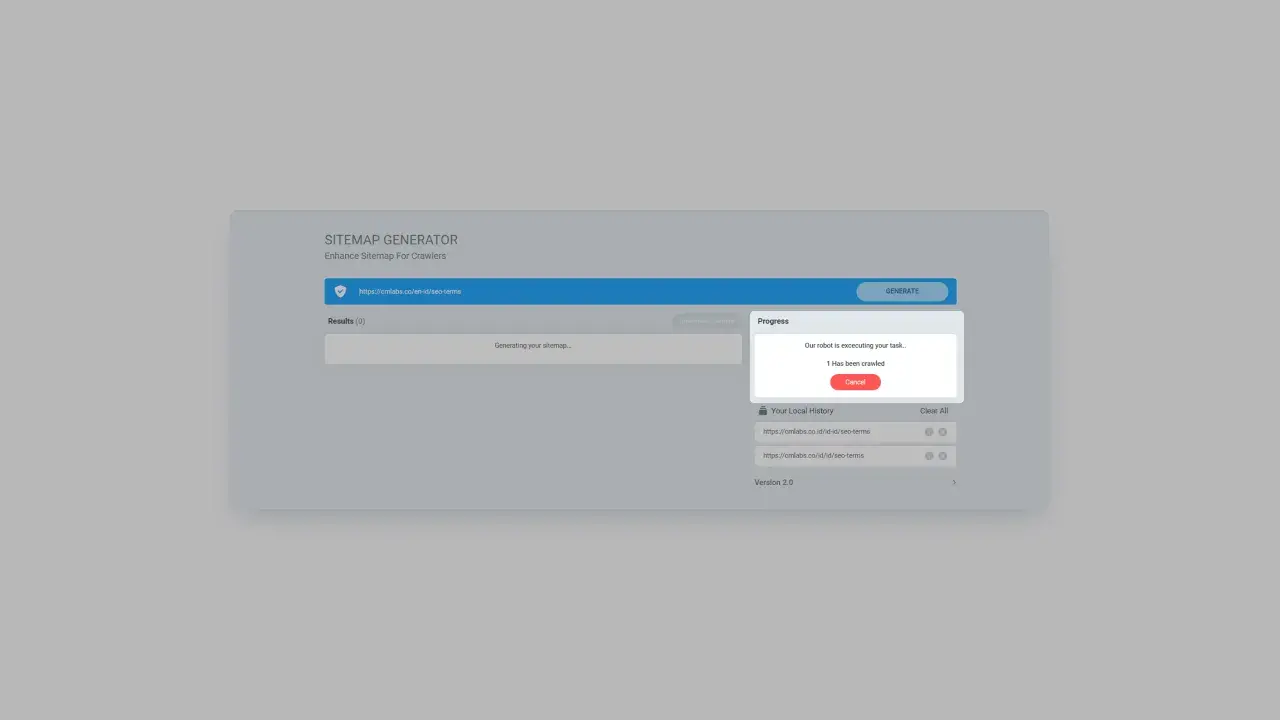 SITEMAP GENERATOR
Enhance Sitemap For Crawlers
https://cmlabs.co/en-id/seo-terms
GENERATE
Results (0)
Generating your sitemap...
Progress
Our robot is excecuting your task..
1 Has been crawled
Cancel
Your Local History
Clear All
https://cmlabs.co.id/id-id/seo-terms
https://cmlabs.co/id/id/seo-terms
Version 2.0